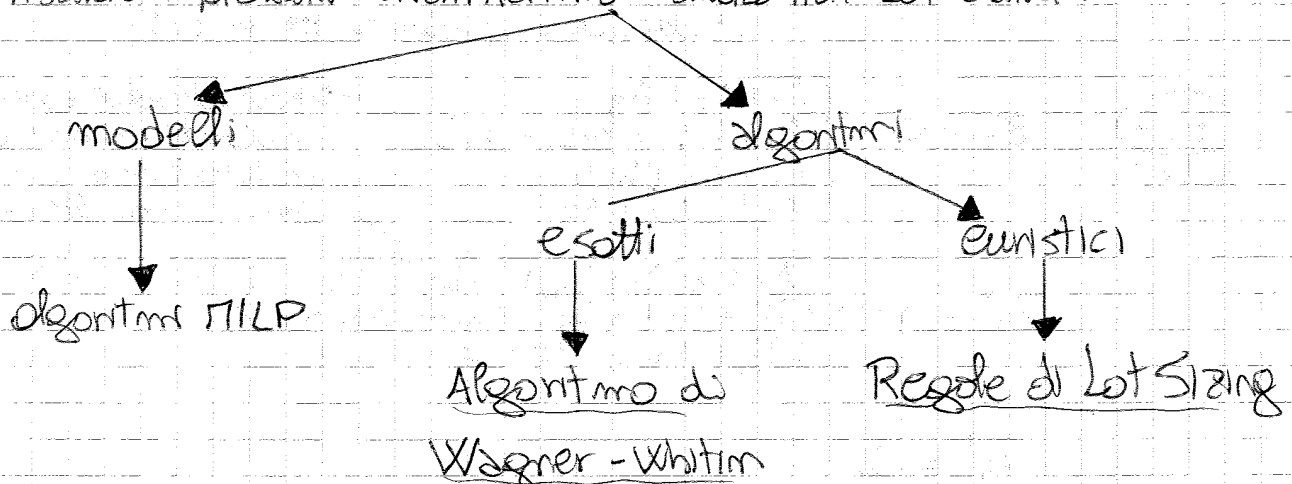 modelli
algoritmi
esatti
euristici
algoritmi MILP
Algoritmo di
Regole di Lot Sizing
Wagner-Whitin